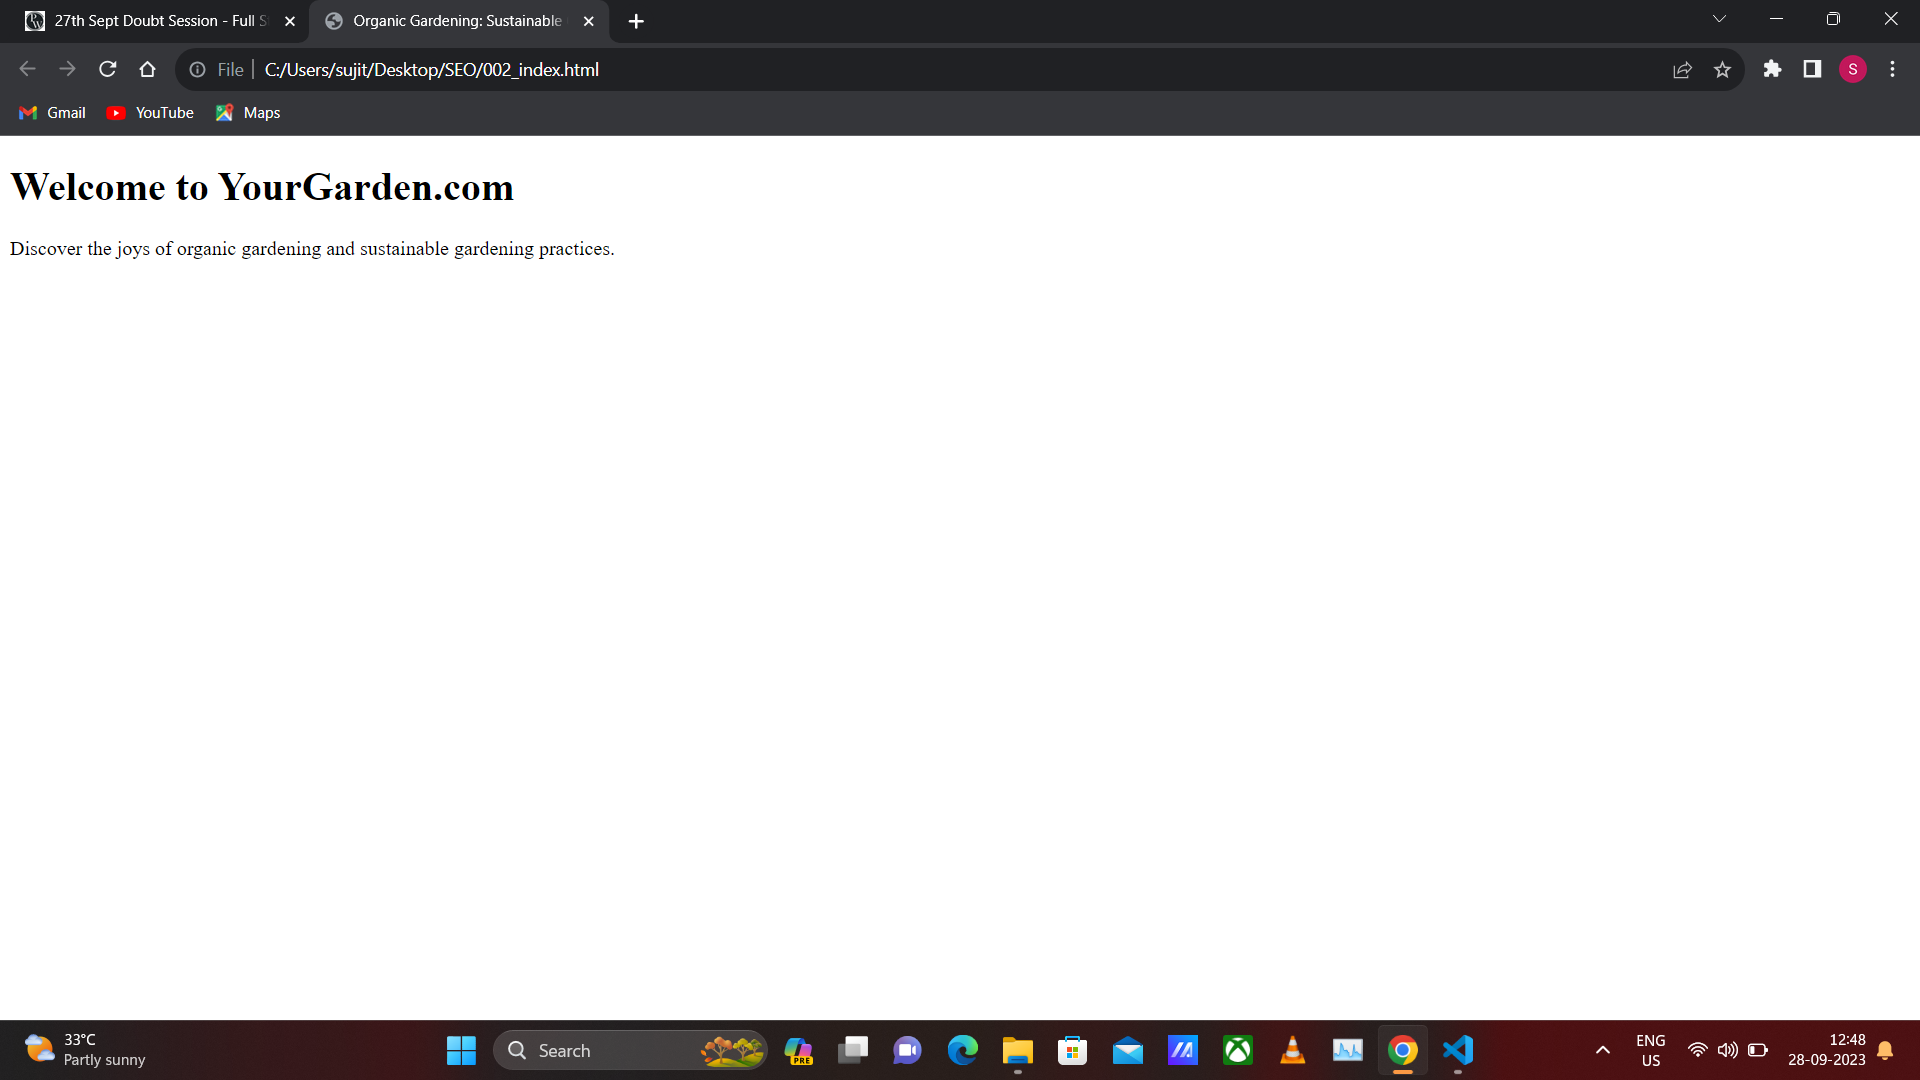 27th Sept Doubt Session - Full S
Organic Gardening: Sustainable
File
C:/Users/sujit/Desktop/SEO/002_index.html
S
Gmail
YouTube
Maps
Welcome to YourGarden.com
Discover the joys of organic gardening and sustainable gardening practices.
33°C
Partly sunny
Search
PRE
ENG
US
12:48
28-09-2023